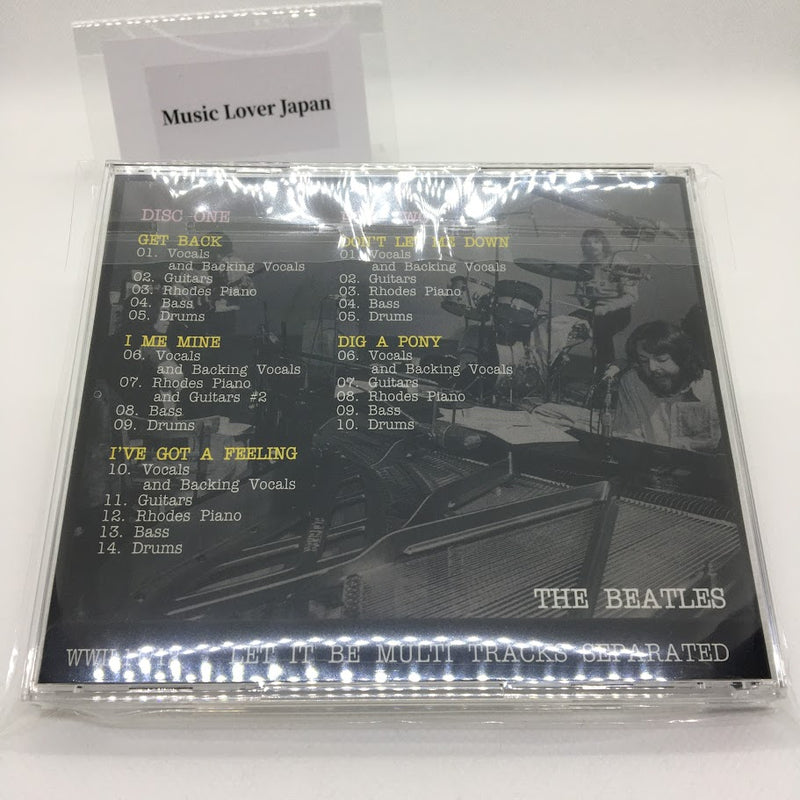 Music Lover Japan
DISC ONE
GET BACK
01. Vocals
and Backing Vocals
02. Guitars
03. Rhodes Piano
04. Bass
05. Drums
I ME MINE
06. Vocals
and Backing Vocals
07. Rhodes Piano
and Guitars #2
08. Bass
09. Drums
I'VE GOT A FEELING
10. Vocals
and Backing Vocals
11. Guitars
12. Rhodes Piano
13. Bass
14. Drums
DON'T LET ME DOWN
01. Vocals
and Backing Vocals
02. Guitars
03. Rhodes Piano
04. Bass
05. Drums
DIG A PONY
06. Vocals
and Backing Vocals
07. Guitars
08. Rhodes Piano
09. Bass
10. Drums
THE BEATLES
LET IT BE MULTI TRACKS SEPARATED